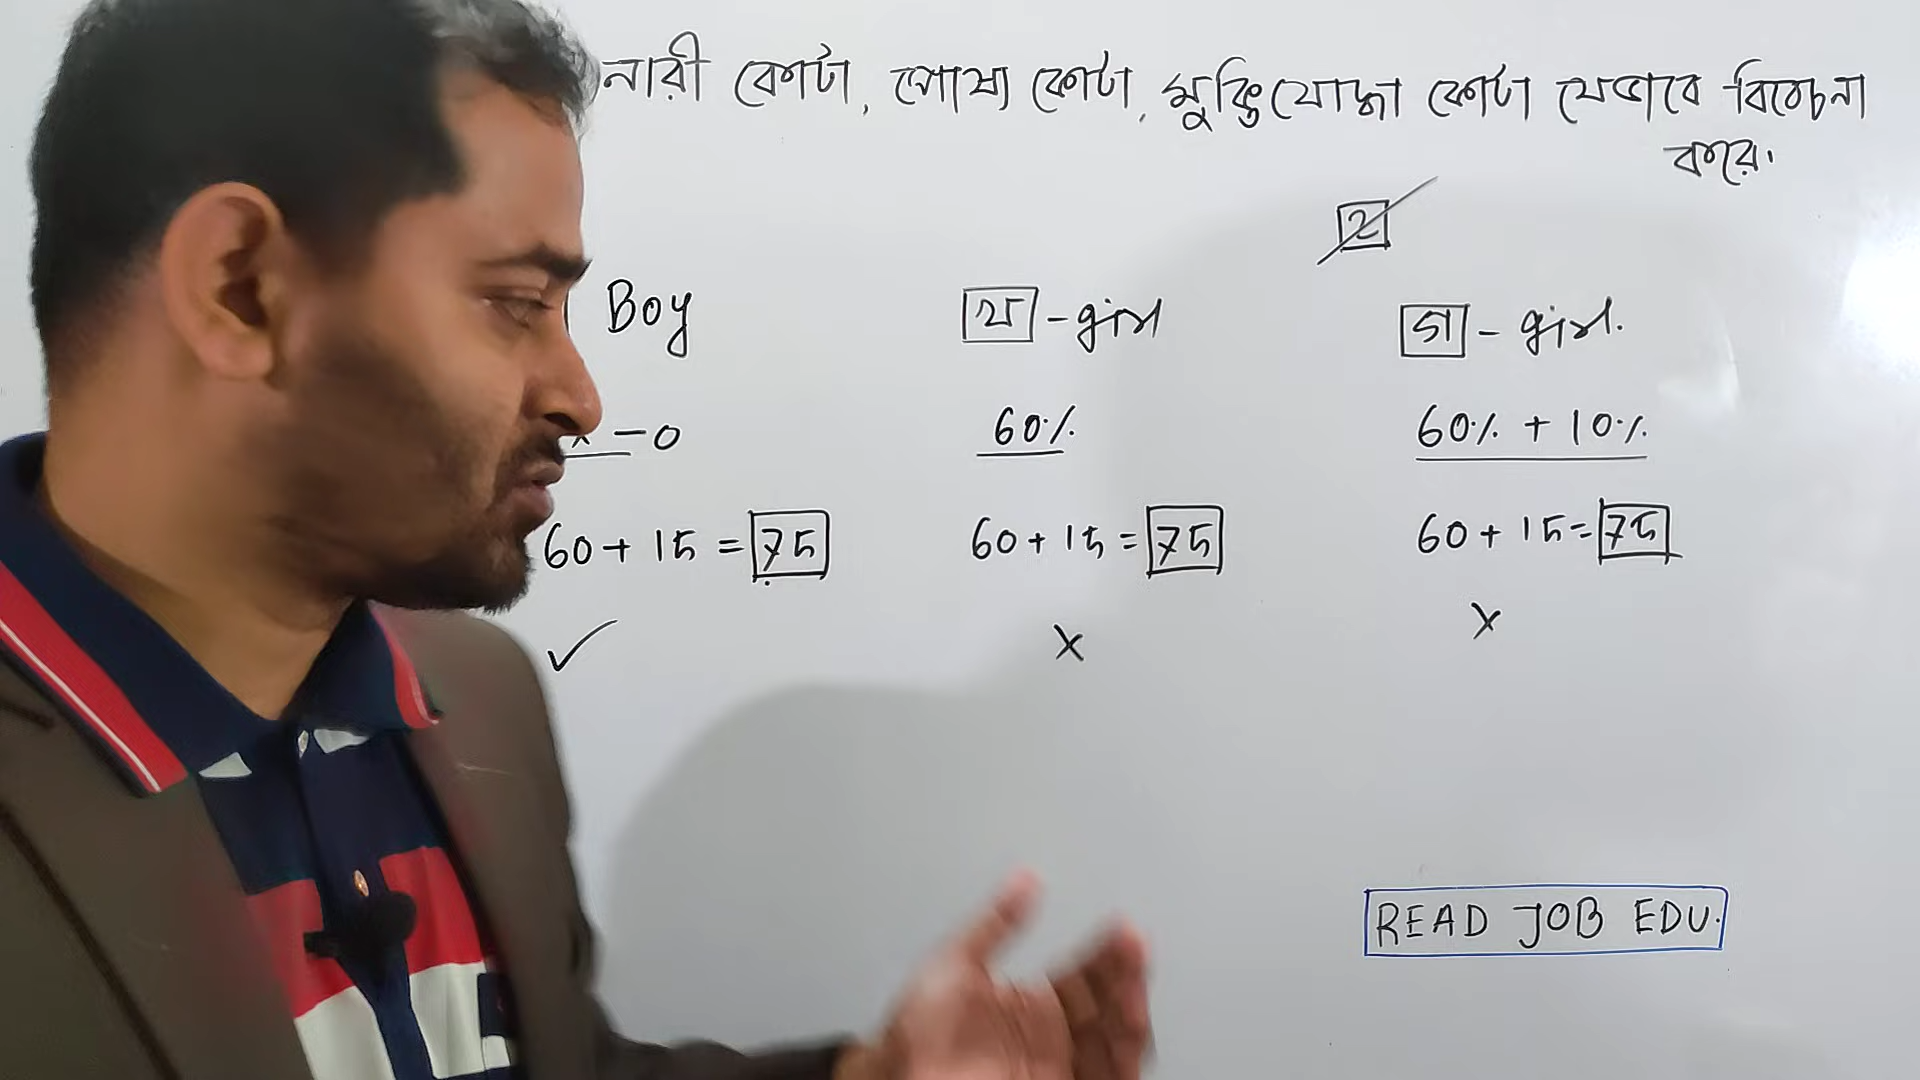 নারী কোটা, পোষ্য কোটা, মুক্তিযোদ্ধা কোটা যেভাবে বিবেচনা
করে।
২
Boy
খ - girl
গ - girl.
- 0
60%
60% + 10%
60 + 15 = 75
60 + 15 = 75
60 + 15 = 75
✓
x
x
READ JOB EDU.